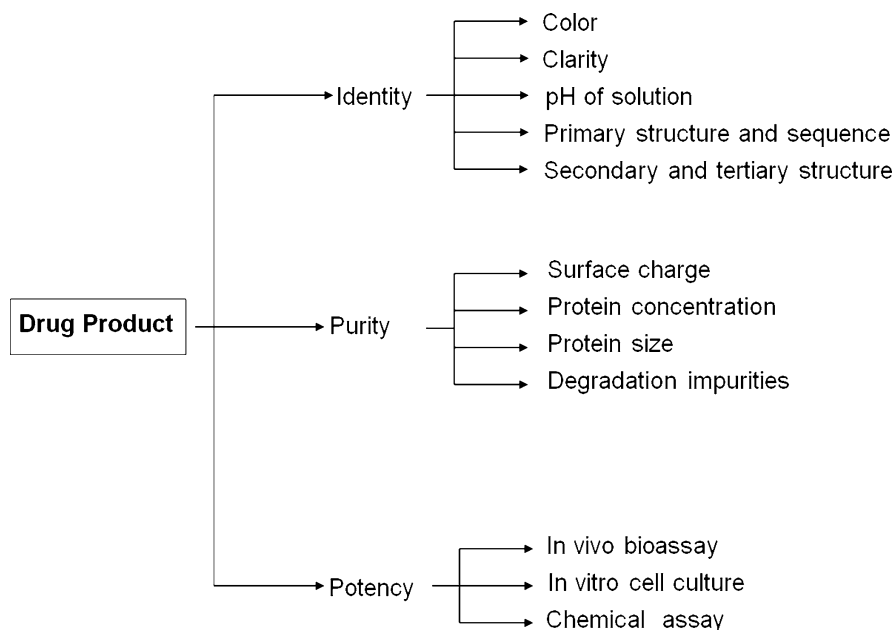 Drug Product
Identity
Color
Clarity
pH of solution
Primary structure and sequence
Secondary and tertiary structure
Purity
Surface charge
Protein concentration
Protein size
Degradation impurities
Potency
In vivo bioassay
In vitro cell culture
Chemical assay